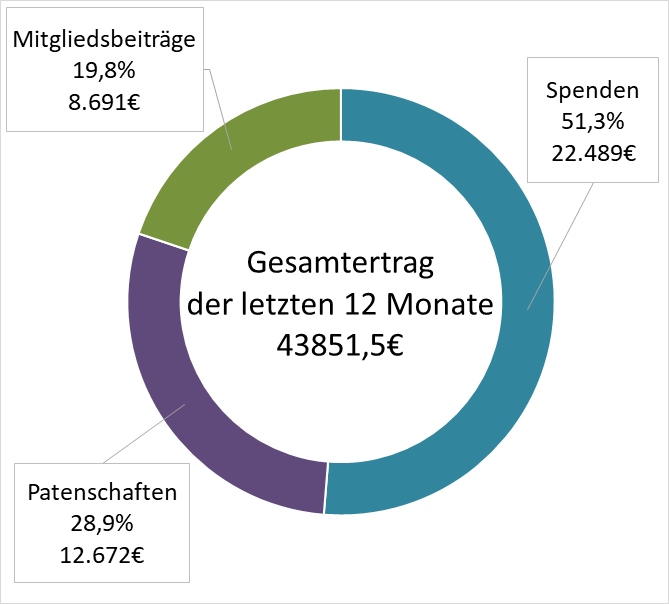 Mitgliedsbeiträge
19,8%
8.691€
Spenden
51,3%
22.489€
Gesamtertrag
der letzten 12 Monate
43851,5€
Patenschaften
28,9%
12.672€